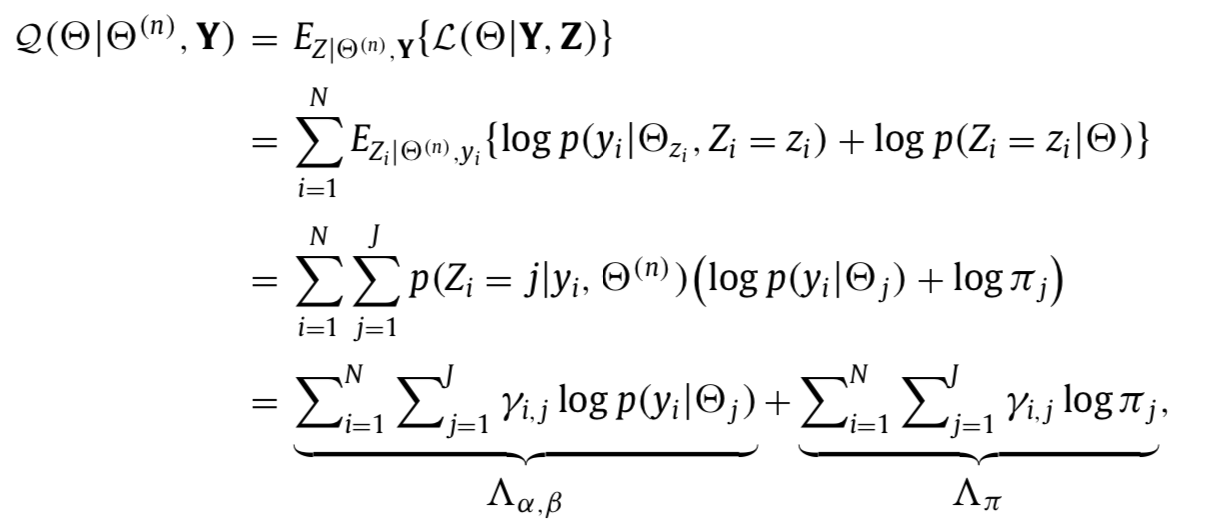 𝒬(Θ|Θ^{(n)}, 𝐘) = E_{Z|Θ^{(n)},𝐘}{ℒ(Θ|𝐘, 𝐙)}
= ∑_{i=1}^{N} E_{Z_i|Θ^{(n)},y_i}{log p(y_i|Θ_{z_i}, Z_i = z_i) + log p(Z_i = z_i|Θ)}
= ∑_{i=1}^{N} ∑_{j=1}^{J} p(Z_i = j|y_i, Θ^{(n)})(log p(y_i|Θ_j) + log π_j)
= ∑_{i=1}^{N} ∑_{j=1}^{J} γ_{i,j} log p(y_i|Θ_j) + ∑_{i=1}^{N} ∑_{j=1}^{J} γ_{i,j} log π_j,
Λ_{α,β} Λ_π